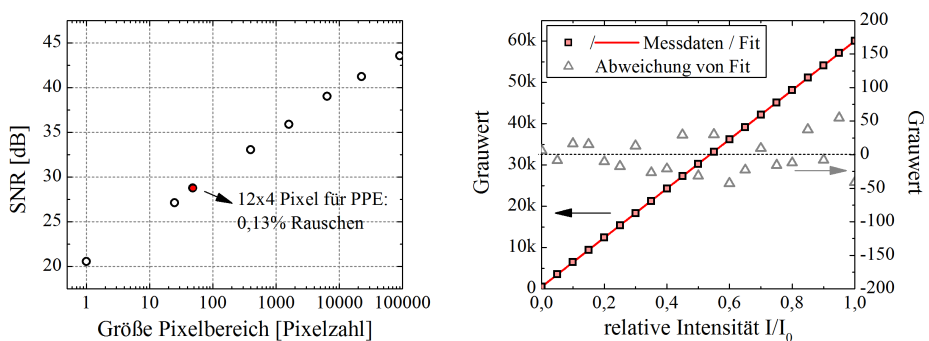 45
40
35
30
25
20
SNR [dB]
12x4 Pixel für PPE:
0,13% Rauschen
1 10 100 1000 10000 100000
Größe Pixelbereich [Pixelzahl]
60k
50k
40k
30k
20k
10k
0
Grauwert
/ Messdaten / Fit
Abweichung von Fit
200
150
100
50
0
-50
-100
-150
-200
Grauwert
0,0 0,2 0,4 0,6 0,8 1,0
relative Intensität I/I0